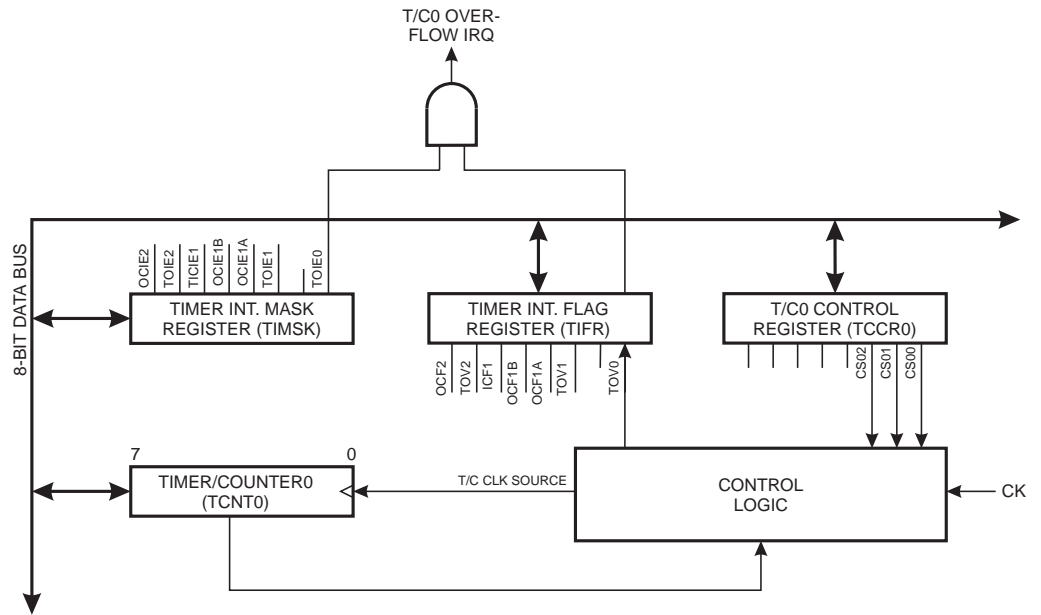 T/C0 OVER-
FLOW IRQ
8-BIT DATA BUS
OCIE2
TOIE2
TICIE1
OCIE1B
OCIE1A
TOIE1
TOIE0
TIMER INT. MASK
REGISTER (TIMSK)
TIMER INT. FLAG
REGISTER (TIFR)
T/C0 CONTROL
REGISTER (TCCR0)
OCF2
TOV2
ICF1
OCF1B
OCF1A
TOV1
TOV0
CS02
CS01
CS00
7 0
TIMER/COUNTER0
(TCNT0)
T/C CLK SOURCE
CONTROL
LOGIC
CK